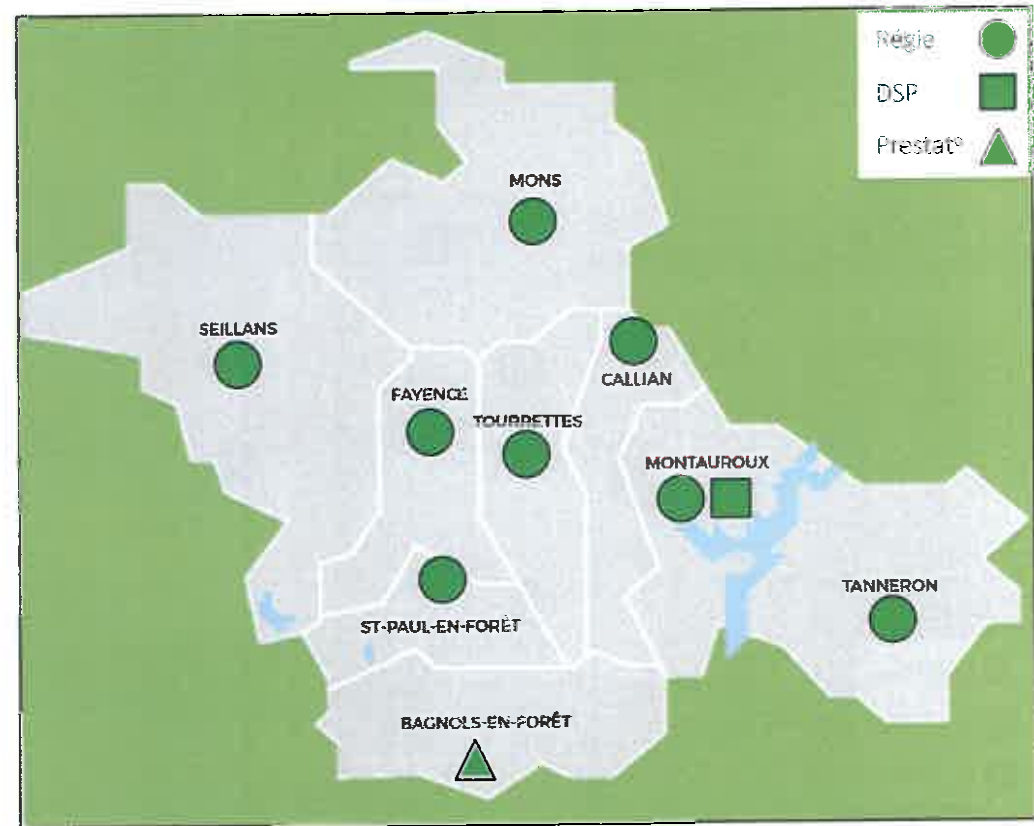 Régie
DSP
Prestat°
MONS
SEILLANS
CALLIAN
FAYENCE
TOURRETTES
MONTAUROUX
TANNERON
ST-PAUL-EN-FORÊT
BAGNOLS-EN-FORÊT